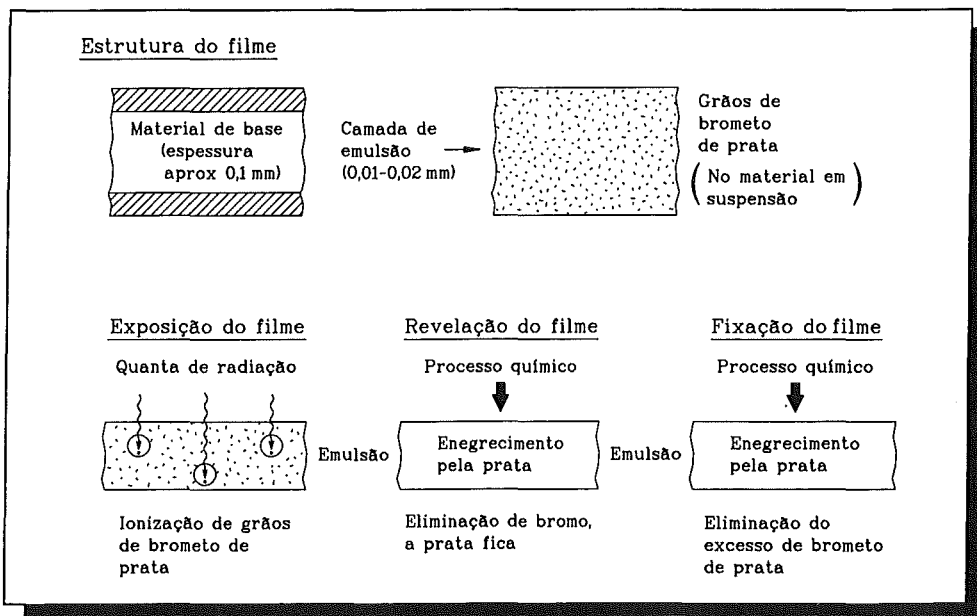 Estrutura do filme
Material de base
(espessura
aprox 0,1 mm)
Camada de
emulsão
(0,01-0,02 mm)
Grãos de
brometo
de prata
(No material em
suspensão)
Exposição do filme
Quanta de radiação
Emulsão
Ionização de grãos
de brometo de
prata
Revelação do filme
Processo químico
Enegrecimento
pela prata
Emulsão
Eliminação de bromo,
a prata fica
Fixação do filme
Processo químico
Enegrecimento
pela prata
Eliminação do
excesso de brometo
de prata